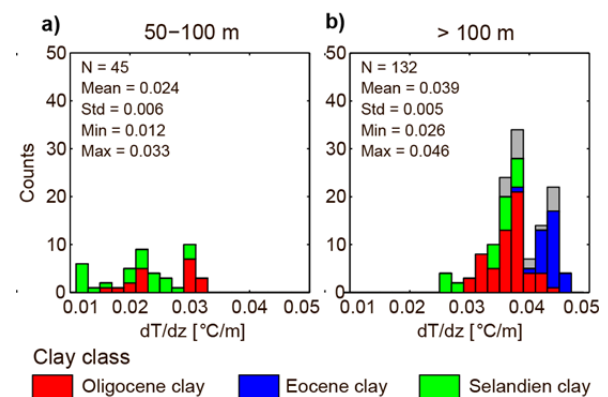 a) 50–100 m
b) > 100 m
50
40
30
20
10
0
Counts
N = 45
Mean = 0.024
Std = 0.006
Min = 0.012
Max = 0.033
0.01 0.02 0.03 0.04 0.05
dT/dz [°C/m]
50
40
30
20
10
0
N = 132
Mean = 0.039
Std = 0.005
Min = 0.026
Max = 0.046
0.01 0.02 0.03 0.04 0.05
dT/dz [°C/m]
Clay class
Oligocene clay Eocene clay Selandien clay